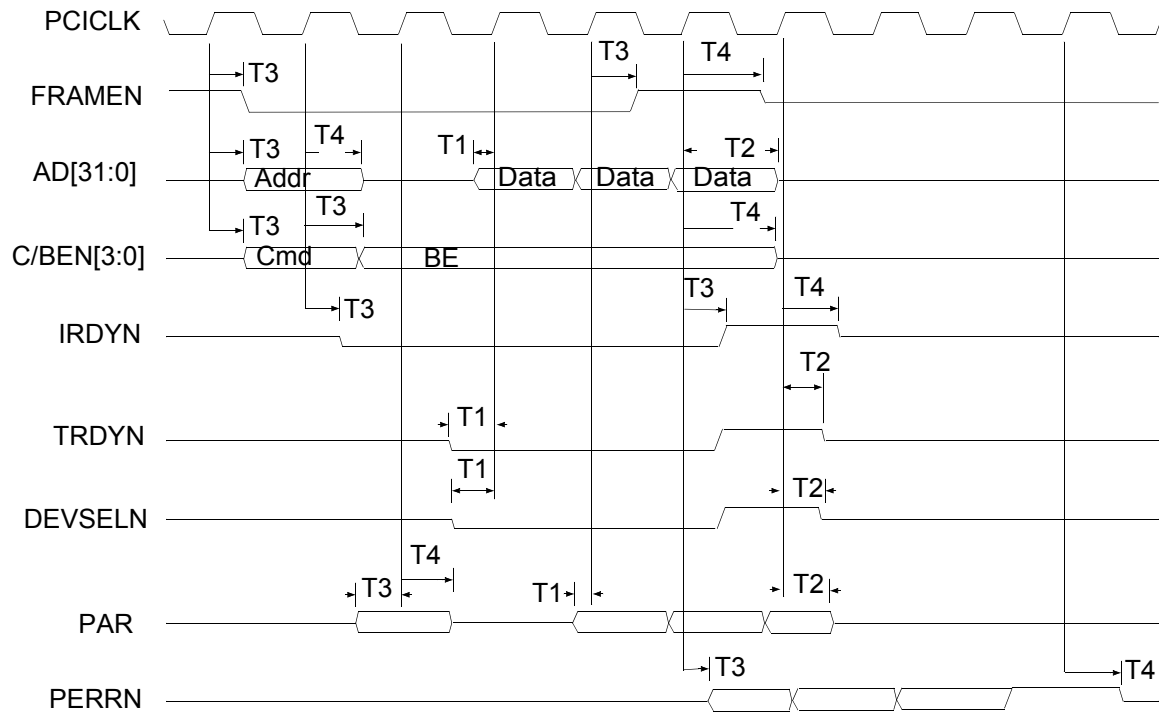 PCICLK
T3 T4
T3
FRAMEN
T4 T1 T2
T3
AD[31:0] Addr Data Data Data
T3 T3 T4
C/BEN[3:0] Cmd BE
T3 T3 T4
IRDYN
T2
T1
TRDYN
T1
T2
DEVSELN
T4
T3 T1 T2
PAR
T3 T4
PERRN